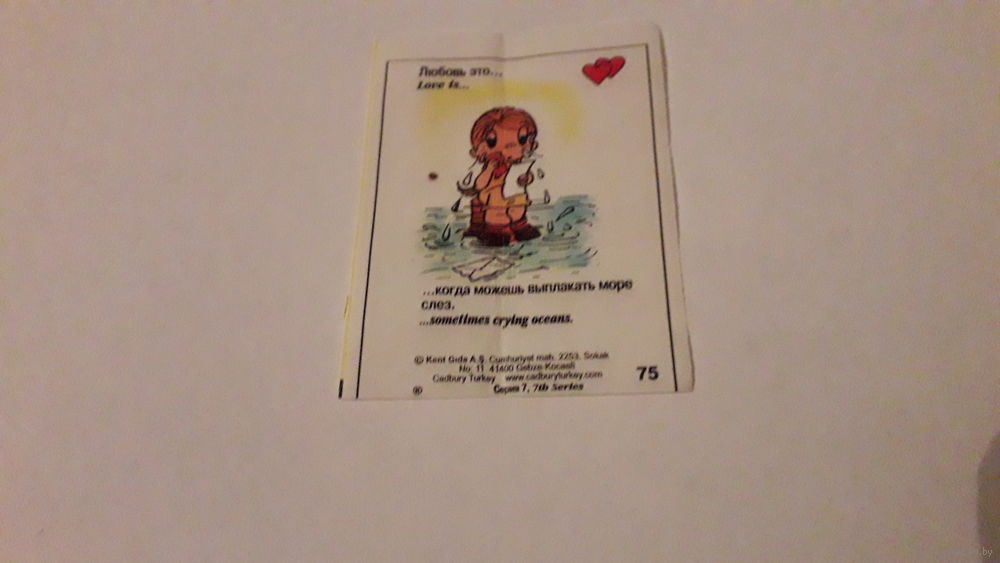 Любовь это...
Love is...
...когда можешь выплакать море
слез.
...sometimes crying oceans.
© Kent Gıda A.Ş. Cumhuriyet mah. 2253. Sokak
No: 11 41400 Gebze-Kocaeli
Cadbury Turkey www.cadburyturkey.com
75
® Серия 7, 7th Series